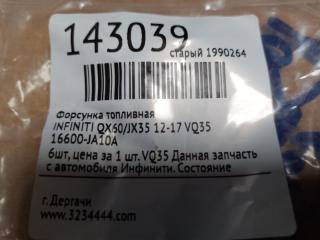 143039
старый 1990264
Форсунка топливная
INFINITI QX60/JX35 12-17 VQ35
16600-JA10A
6шт, цена за 1 шт. VQ35 Данная запчасть
с автомобиля Инфинити. Состояние
г. Дергачи
www.3234444.com